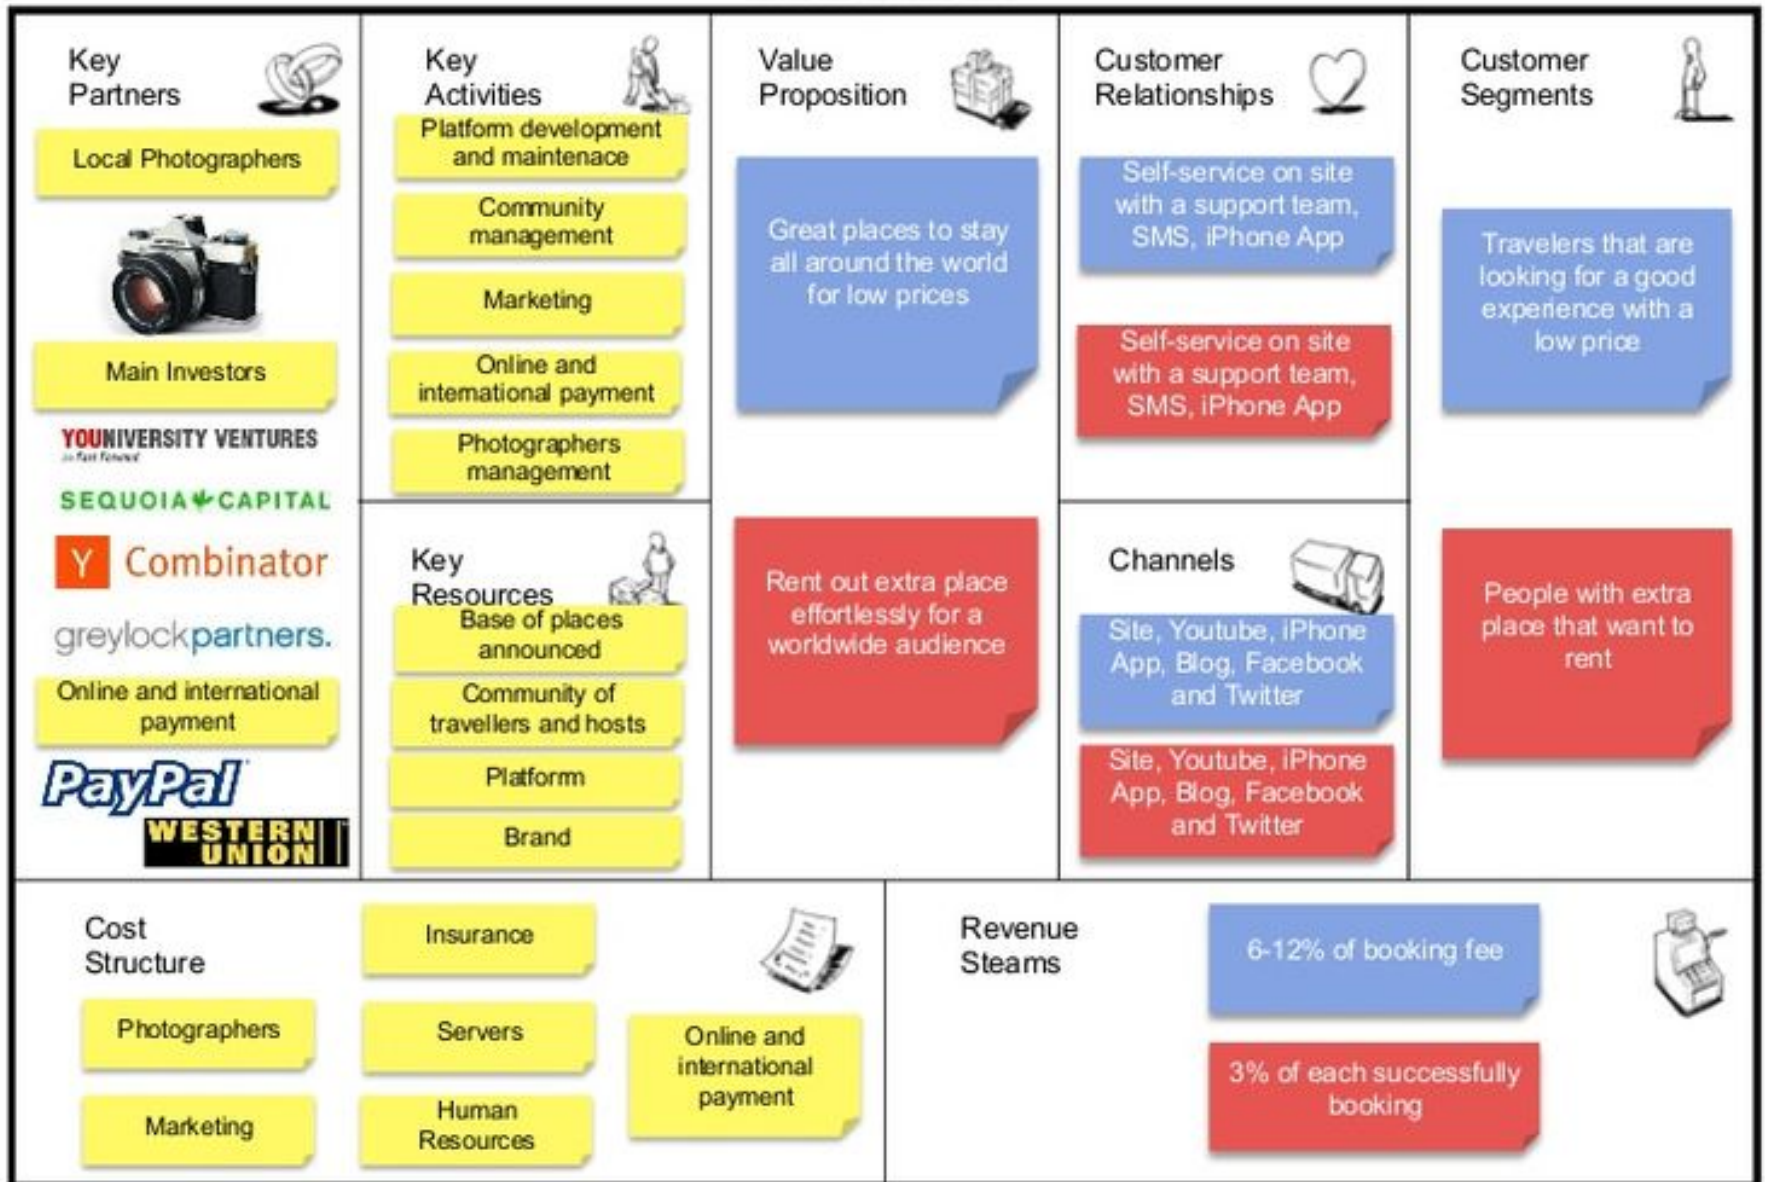 Key
Partners
Local Photographers
Main Investors
YOUNIVERSITY VENTURES
SEQUOIA CAPITAL
Y Combinator
greylockpartners.
Online and international
payment
PayPal
WESTERN
UNION
Key
Activities
Platform development
and maintenace
Community
management
Marketing
Online and
international payment
Photographers
management
Key
Resources
Base of places
announced
Community of
travellers and hosts
Platform
Brand
Value
Proposition
Great places to stay
all around the world
for low prices
Rent out extra place
effortlessly for a
worldwide audience
Customer
Relationships
Self-service on site
with a support team,
SMS, iPhone App
Self-service on site
with a support team,
SMS, iPhone App
Channels
Site, Youtube, iPhone
App, Blog, Facebook
and Twitter
Site, Youtube, iPhone
App, Blog, Facebook
and Twitter
Customer
Segments
Travelers that are
looking for a good
experience with a
low price
People with extra
place that want to
rent
Cost
Structure
Photographers
Marketing
Insurance
Servers
Human
Resources
Online and
international
payment
Revenue
Steams
6-12% of booking fee
3% of each successfully
booking